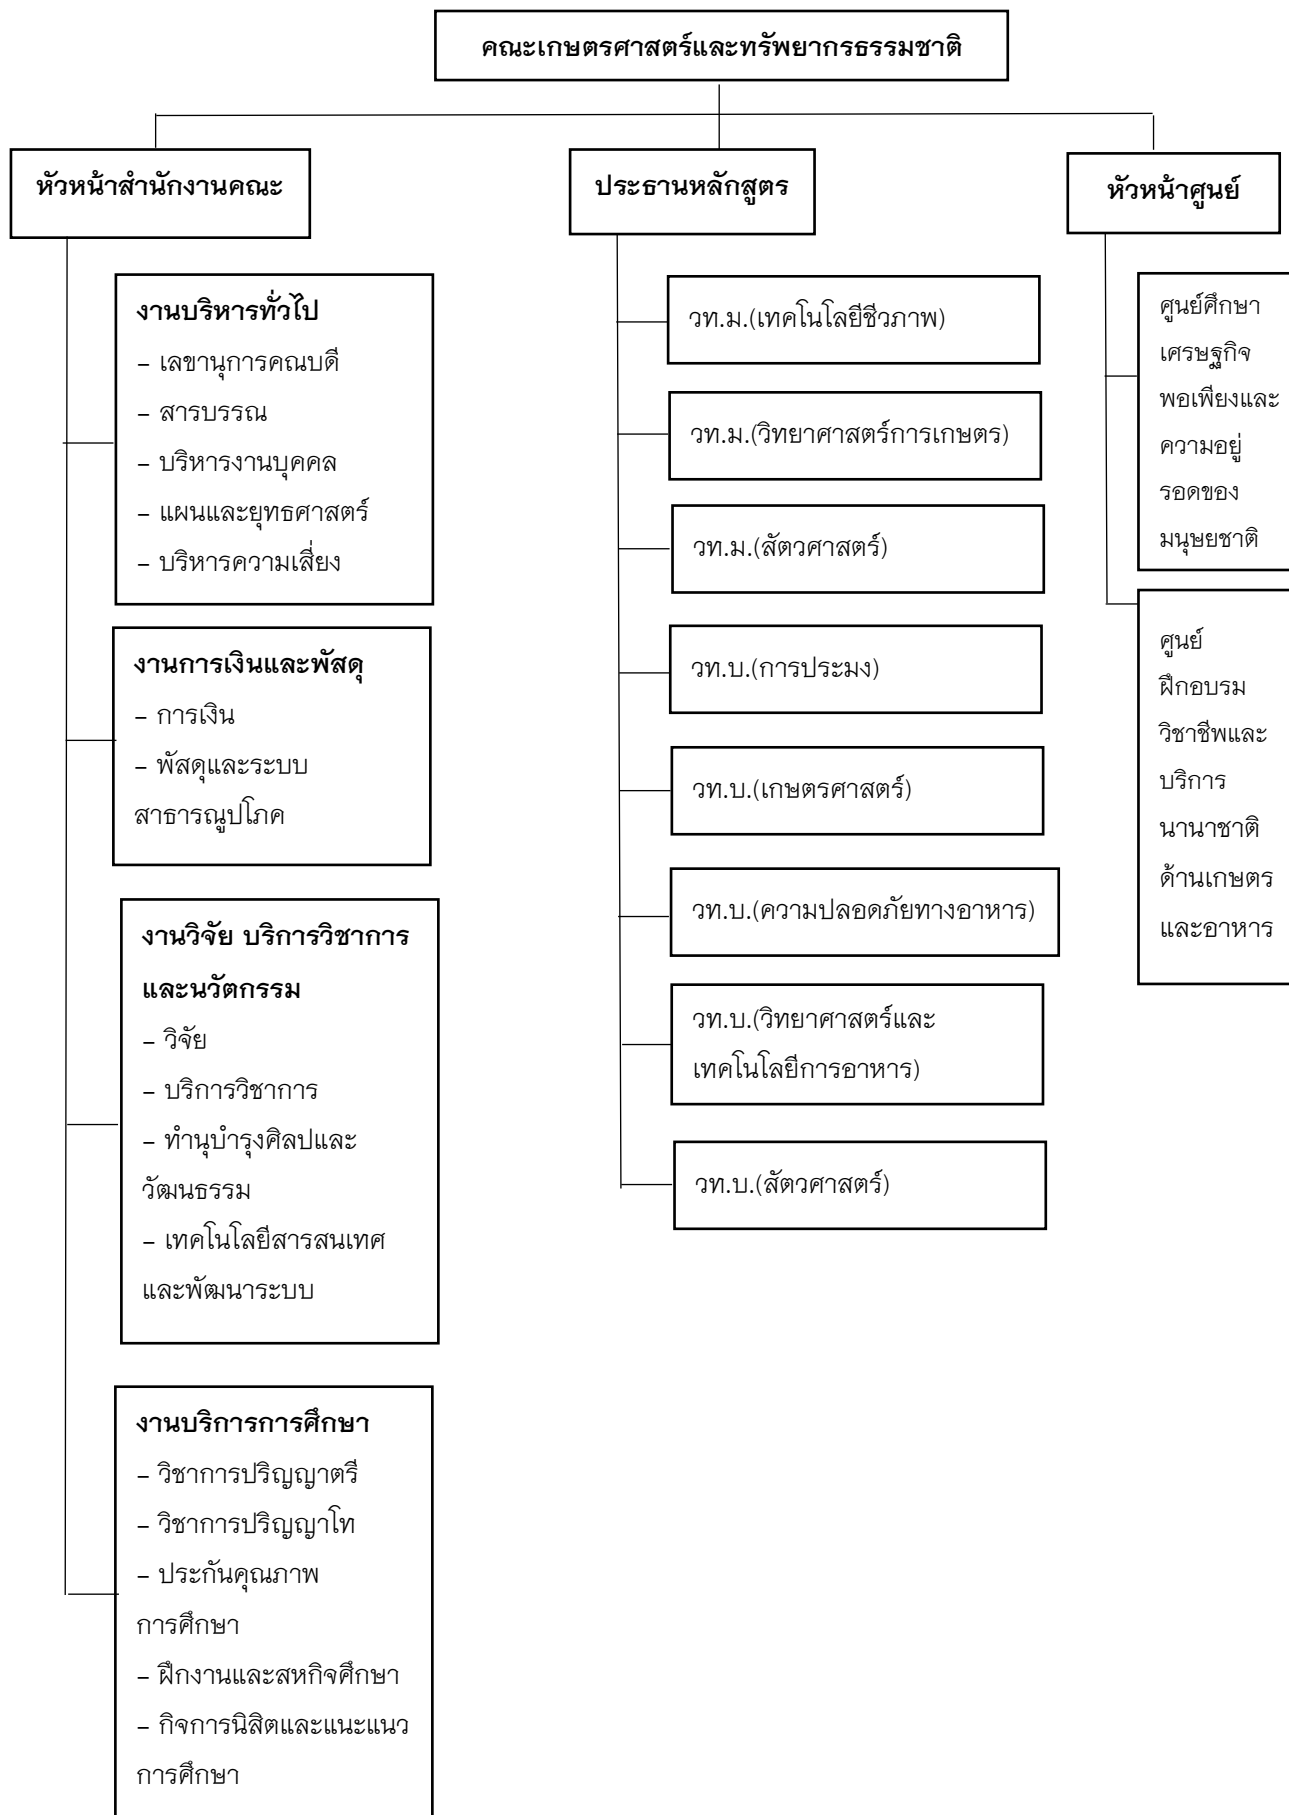 คณะเกษตรศาสตร์และทรัพยากรธรรมชาติ
หัวหน้าสำนักงานคณะ
งานบริหารทั่วไป
– เลขานุการคณบดี
– สารบรรณ
– บริหารงานบุคคล
– แผนและยุทธศาสตร์
– บริหารความเสี่ยง
งานการเงินและพัสดุ
– การเงิน
– พัสดุและระบบ
สาธารณูปโภค
งานวิจัย บริการวิชาการ
และนวัตกรรม
– วิจัย
– บริการวิชาการ
– ทำนุบำรุงศิลปและ
วัฒนธรรม
– เทคโนโลยีสารสนเทศ
และพัฒนาระบบ
งานบริการการศึกษา
– วิชาการปริญญาตรี
– วิชาการปริญญาโท
– ประกันคุณภาพ
การศึกษา
– ฝึกงานและสหกิจศึกษา
– กิจการนิสิตและแนะแนว
การศึกษา
ประธานหลักสูตร
วท.ม.(เทคโนโลยีชีวภาพ)
วท.ม.(วิทยาศาสตร์การเกษตร)
วท.ม.(สัตวศาสตร์)
วท.บ.(การประมง)
วท.บ.(เกษตรศาสตร์)
วท.บ.(ความปลอดภัยทางอาหาร)
วท.บ.(วิทยาศาสตร์และ
เทคโนโลยีการอาหาร)
วท.บ.(สัตวศาสตร์)
หัวหน้าศูนย์
ศูนย์ศึกษา
เศรษฐกิจ
พอเพียงและ
ความอยู่
รอดของ
มนุษยชาติ
ศูนย์
ฝึกอบรม
วิชาชีพและ
บริการ
นานาชาติ
ด้านเกษตร
และอาหาร